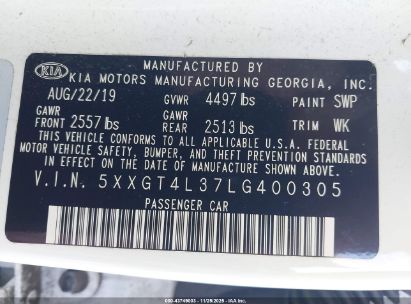 KIA
MANUFACTURED BY
KIA MOTORS MANUFACTURING GEORGIA, INC.
AUG/22/19 GVWR 4497 lbs PAINT SWP
GAWR FRONT 2557 lbs GAWR REAR 2513 lbs TRIM WK
THIS VEHICLE CONFORMS TO ALL APPLICABLE U.S.A. FEDERAL
MOTOR VEHICLE SAFETY, BUMPER, AND THEFT PREVENTION
STANDARDS IN EFFECT ON THE DATE OF MANUFACTURE SHOWN ABOVE.
V.I.N. 5XXGT4L37LG400305
PASSENGER CAR